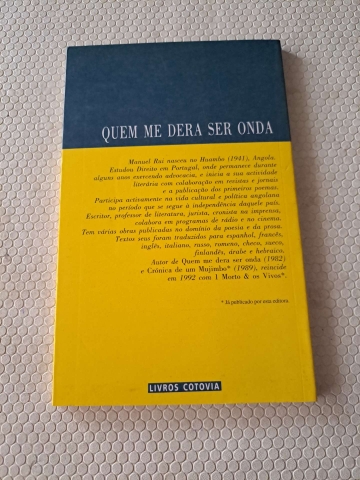 QUEM ME DERA SER ONDA
Manuel Rui nasceu no Huambo (1941), Angola.
Estudou Direito em Portugal, onde permanece durante
alguns anos exercendo advocacia, e inicia a sua actividade
literária com colaboração em revistas e jornais
e a publicação dos primeiros poemas.
Participa activamente na vida cultural e política angolana
no período que se segue à independência daquele país.
Escritor, professor de literatura, jurista, cronista na imprensa,
colabora em programas de rádio e no cinema.
Tem várias obras publicadas no domínio da poesia e da prosa.
Textos seus foram traduzidos para espanhol, francês,
inglês, italiano, russo, romeno, checo, sueco,
finlandês, árabe e hebraico.
Autor de Quem me dera ser onda (1982)
e Crónica de um Mujimbo* (1989), reincide
em 1992 com 1 Morto & os Vivos*.
* Já publicado por esta editora
LIVROS COTOVIA